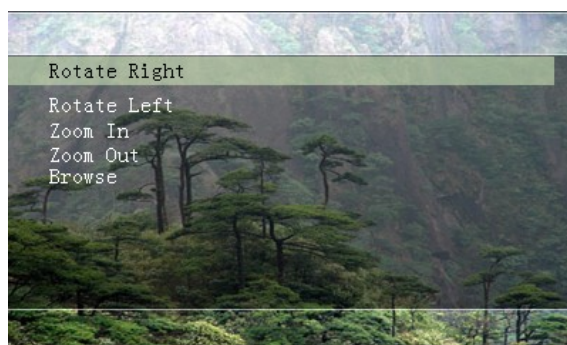 Rotate Right
Rotate Left
Zoom In
Zoom Out
Browse